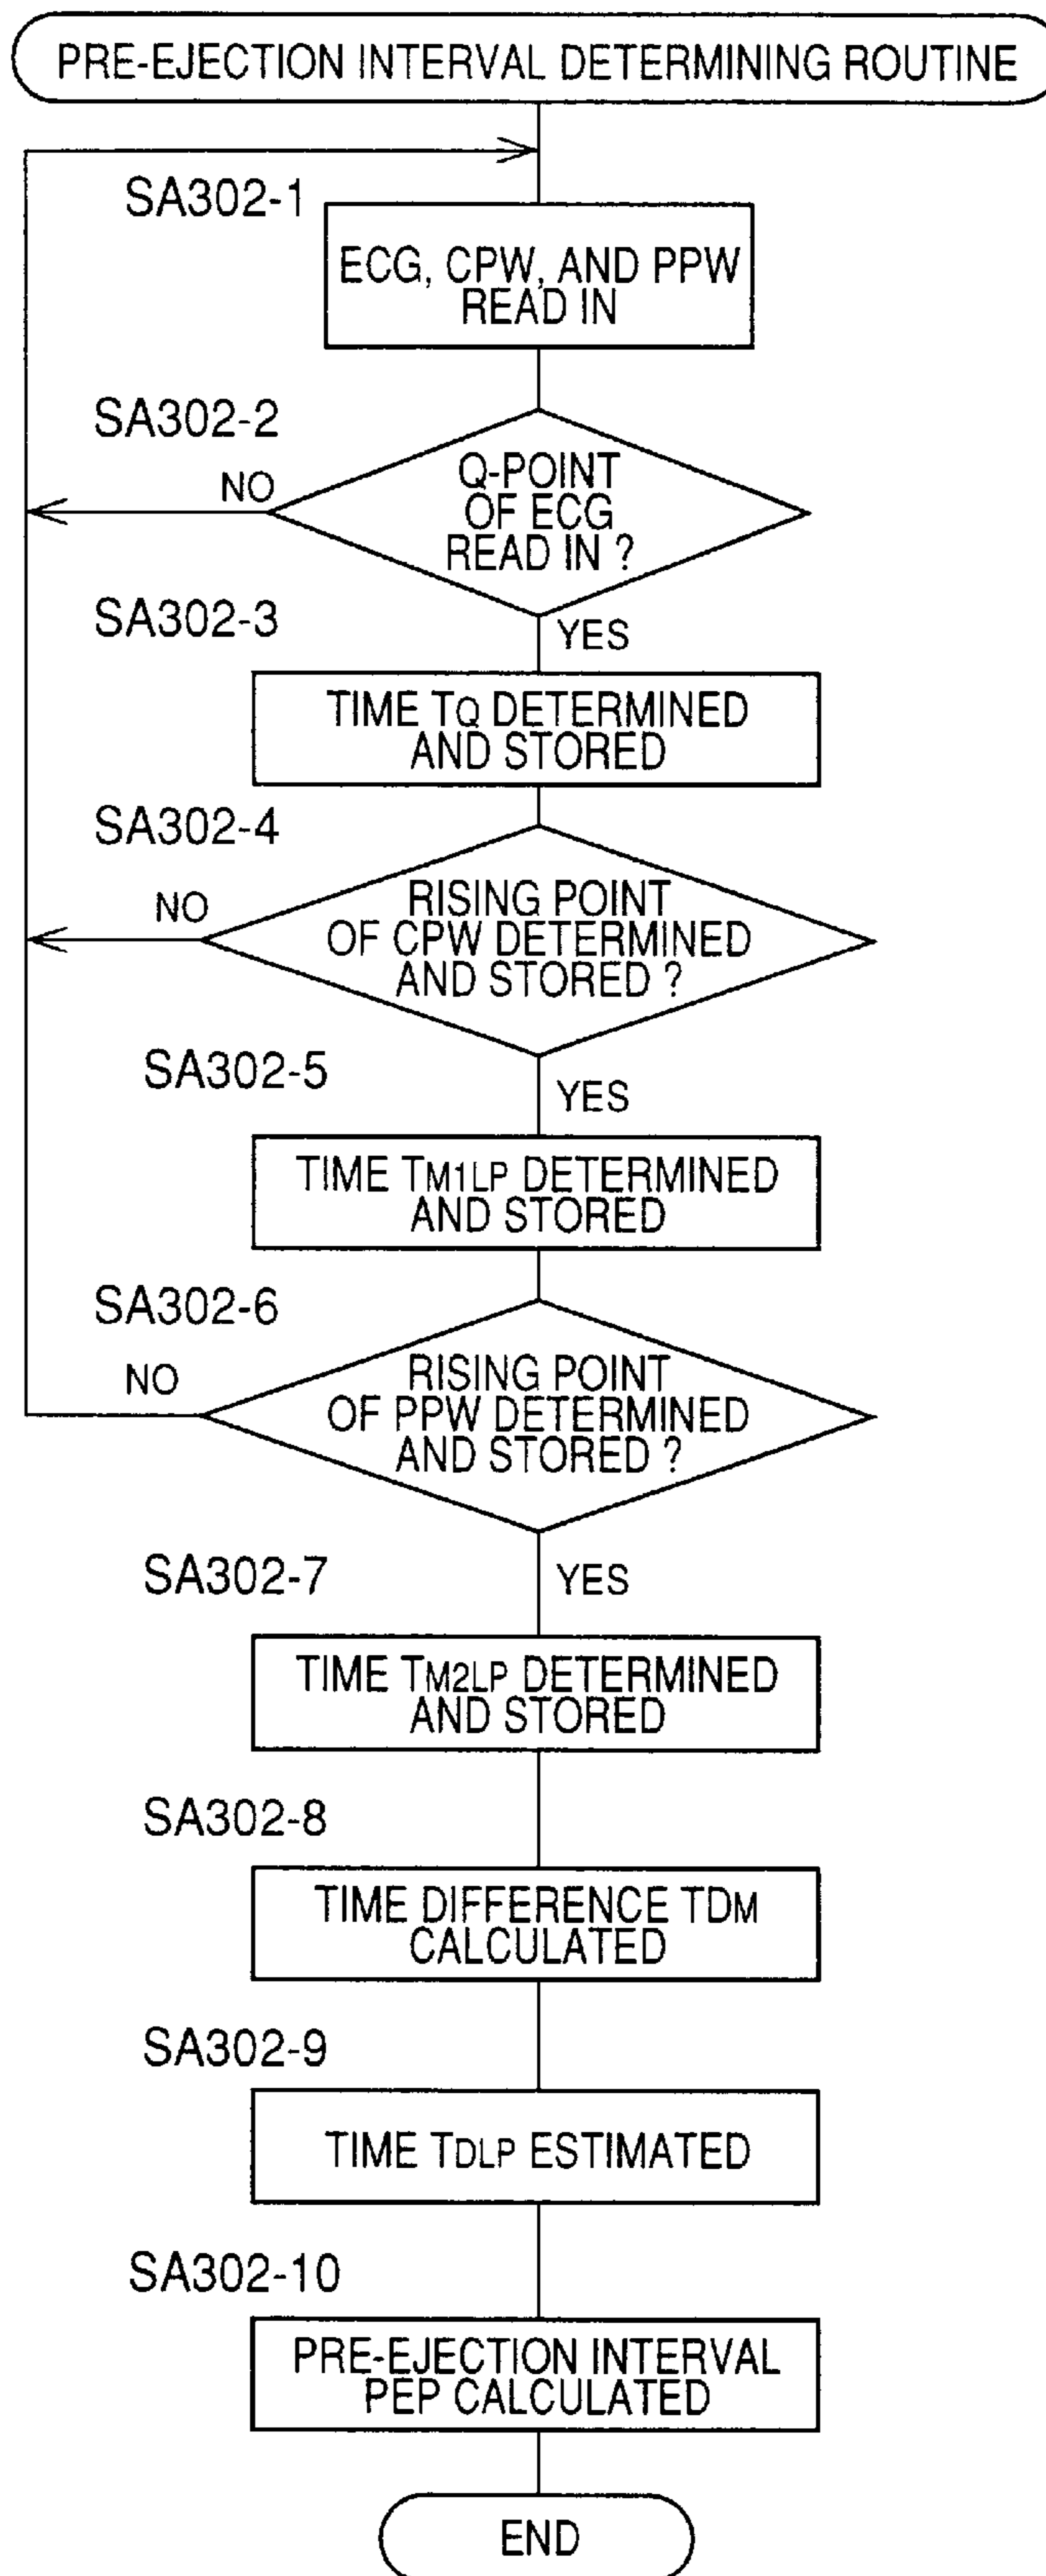 PRE-EJECTION INTERVAL DETERMINING ROUTINE
SA302-1
ECG, CPW, AND PPW
READ IN
SA302-2
NO
Q-POINT
OF ECG
READ IN ?
SA302-3
YES
TIME TQ DETERMINED
AND STORED
SA302-4
NO
RISING POINT
OF CPW DETERMINED
AND STORED ?
SA302-5
YES
TIME TM1LP DETERMINED
AND STORED
SA302-6
NO
RISING POINT
OF PPW DETERMINED
AND STORED ?
SA302-7
YES
TIME TM2LP DETERMINED
AND STORED
SA302-8
TIME DIFFERENCE TDM
CALCULATED
SA302-9
TIME TDLP ESTIMATED
SA302-10
PRE-EJECTION INTERVAL
PEP CALCULATED
END